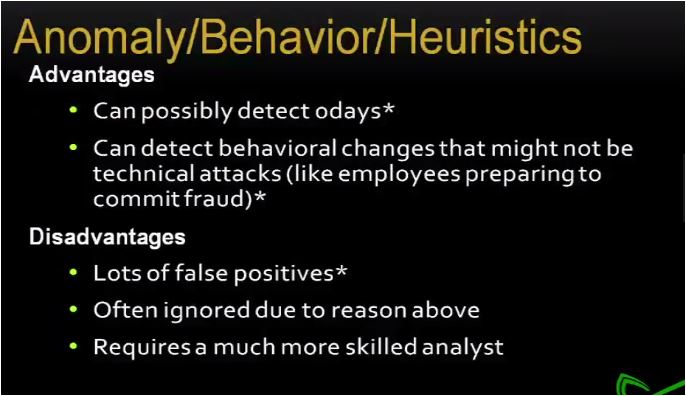 Anomaly/Behavior/Heuristics
Advantages
• Can possibly detect 0days*
• Can detect behavioral changes that might not be
technical attacks (like employees preparing to
commit fraud)*
Disadvantages
• Lots of false positives*
• Often ignored due to reason above
• Requires a much more skilled analyst